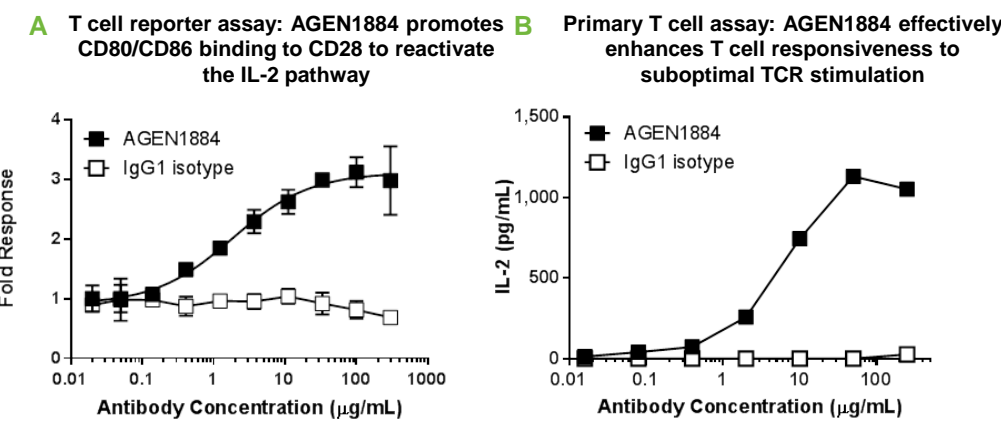 A
T cell reporter assay: AGEN1884 promotes
CD80/CD86 binding to CD28 to reactivate
the IL-2 pathway
4
3
2
1
0
Fold Response
AGEN1884
IgG1 isotype
0.01 0.1 1 10 100 1000
Antibody Concentration (μg/mL)
B
Primary T cell assay: AGEN1884 effectively
enhances T cell responsiveness to
suboptimal TCR stimulation
1,500
1,000
500
0
IL-2 (pg/mL)
AGEN1884
IgG1 isotype
0.01 0.1 1 10 100
Antibody Concentration (μg/mL)